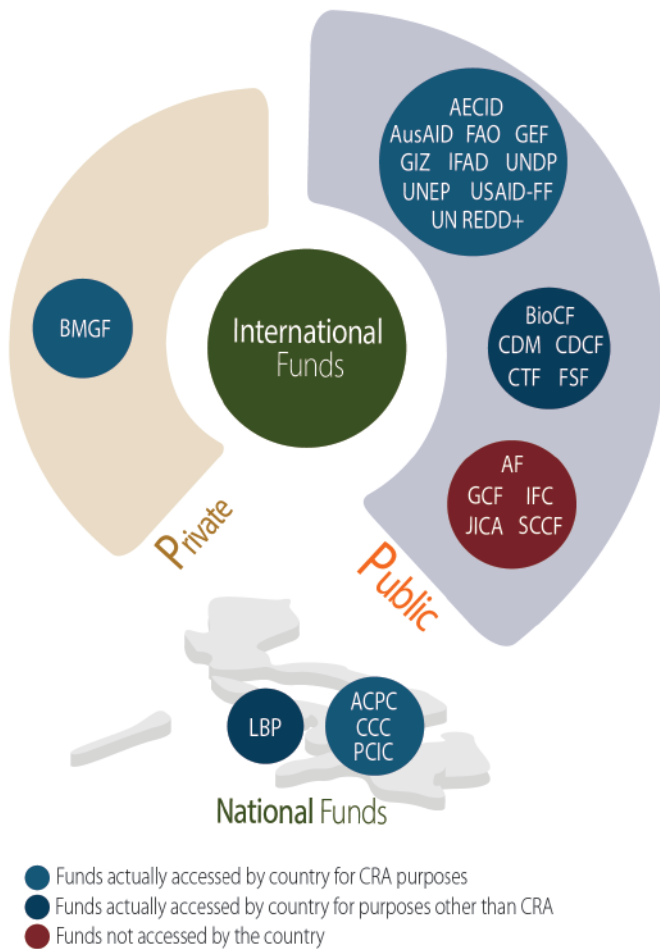 AECID
AusAID FAO GEF
GIZ IFAD UNDP
UNEP USAID-FF
UN REDD+
BMGF
International
Funds
BioCF
CDM CDCF
CTF FSF
AF
GCF IFC
JICA SCCF
Private
Public
LBP
ACPC
CCC
PCIC
National Funds
Funds actually accessed by country for CRA purposes
Funds actually accessed by country for purposes other than CRA
Funds not accessed by the country